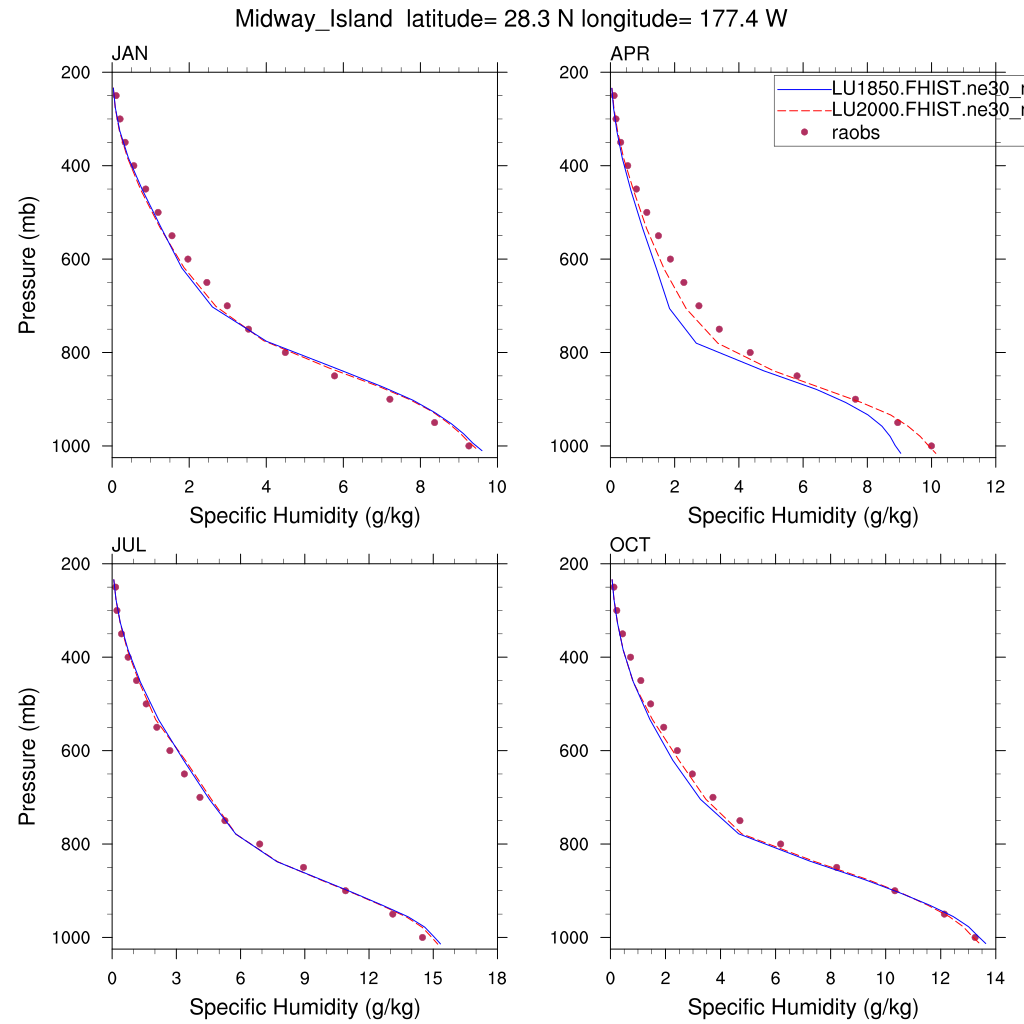 Midway_Island  latitude= 28.3 N longitude= 177.4 W
JAN
200
400
600
800
1000
0 2 4 6 8 10
Pressure (mb)
Specific Humidity (g/kg)
APR
LU1850.FHIST.ne30_
LU2000.FHIST.ne30_
raobs
200
400
600
800
1000
0 2 4 6 8 10 12
Specific Humidity (g/kg)
JUL
200
400
600
800
1000
0 3 6 9 12 15 18
Pressure (mb)
Specific Humidity (g/kg)
OCT
200
400
600
800
1000
0 2 4 6 8 10 12 14
Specific Humidity (g/kg)